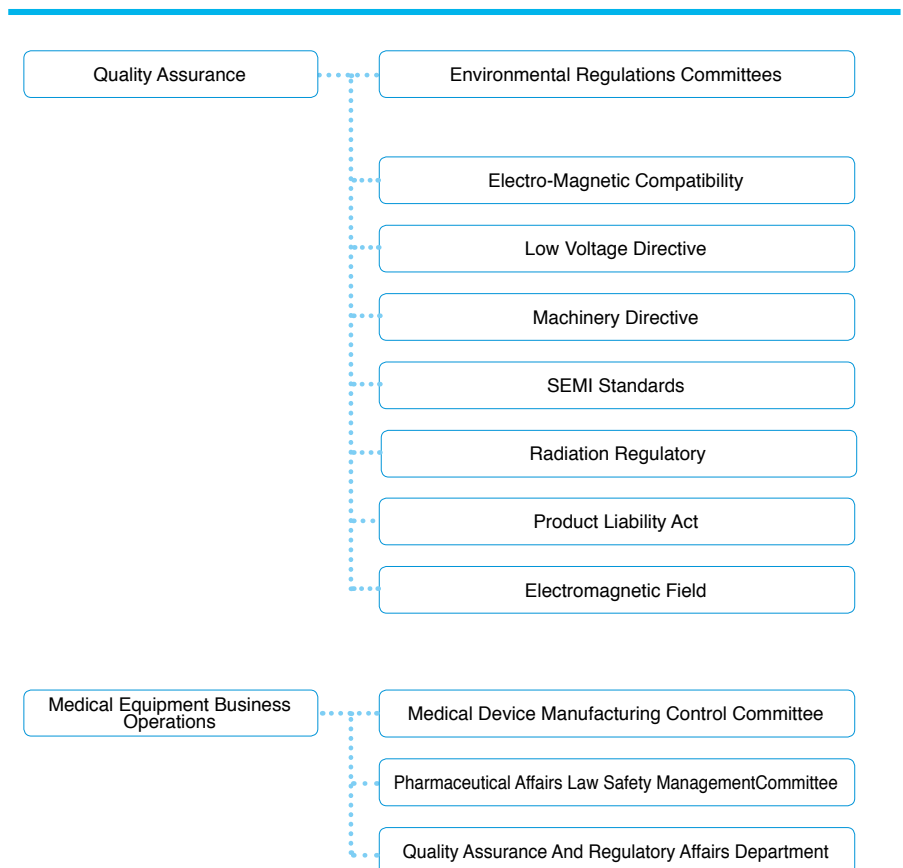 Quality Assurance
Environmental Regulations Committees
Electro-Magnetic Compatibility
Low Voltage Directive
Machinery Directive
SEMI Standards
Radiation Regulatory
Product Liability Act
Electromagnetic Field
Medical Equipment Business
Operations
Medical Device Manufacturing Control Committee
Pharmaceutical Affairs Law Safety ManagementCommittee
Quality Assurance And Regulatory Affairs Department